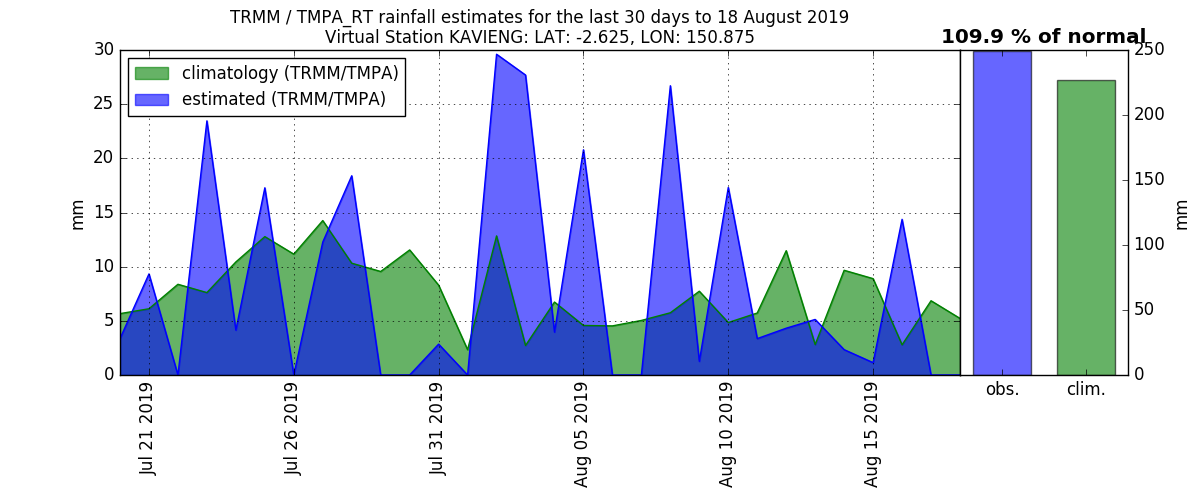 TRMM / TMPA_RT rainfall estimates for the last 30 days to 18 August 2019
Virtual Station KAVIENG: LAT: -2.625, LON: 150.875
109.9 % of normal
climatology (TRMM/TMPA)
estimated (TRMM/TMPA)
mm
30
25
20
15
10
5
0
Jul 21 2019
Jul 26 2019
Jul 31 2019
Aug 05 2019
Aug 10 2019
Aug 15 2019
obs.
clim.
250
200
150
100
50
0
mm